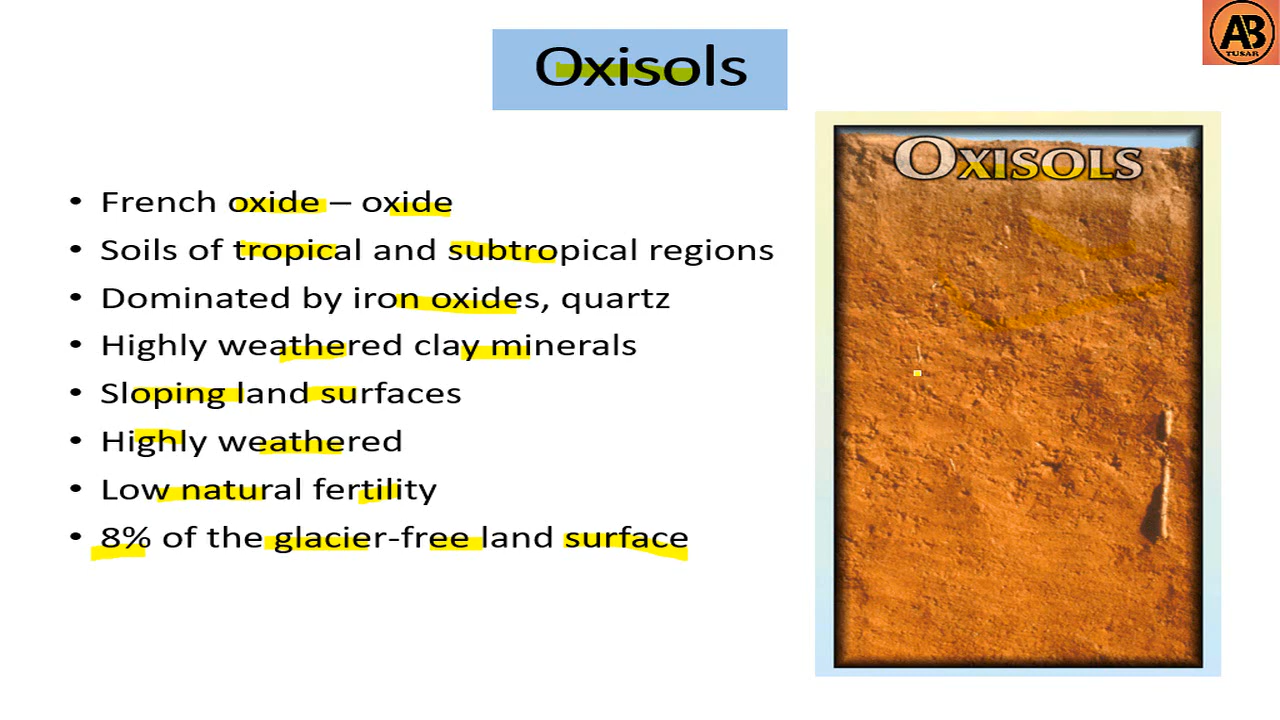 Oxisols
AB
TUSAR
• French oxide – oxide
• Soils of tropical and subtropical regions
• Dominated by iron oxides, quartz
• Highly weathered clay minerals
• Sloping land surfaces
• Highly weathered
• Low natural fertility
• 8% of the glacier-free land surface
OXISOLS